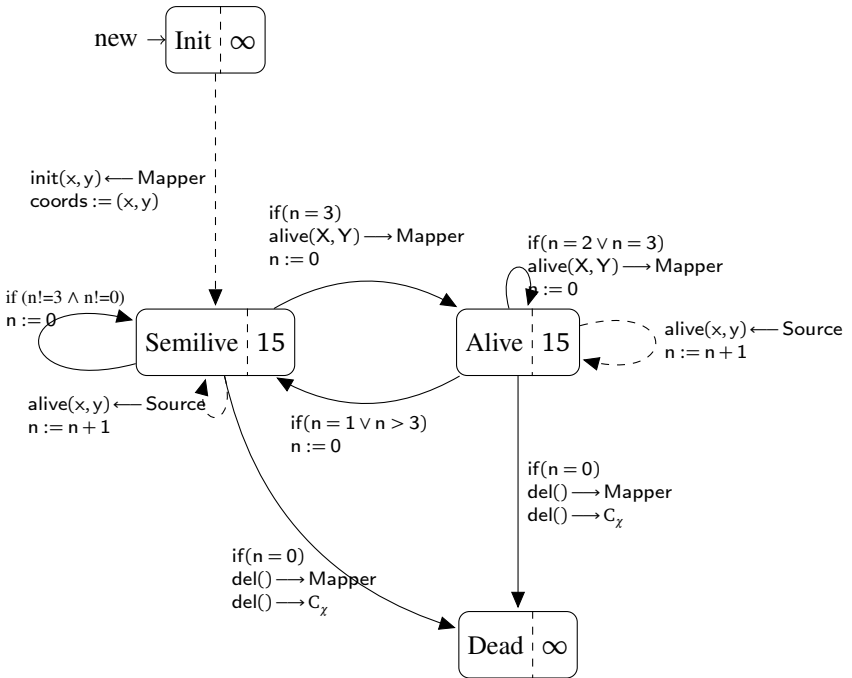 new → Init ∞
init(x, y) ⟵ Mapper
coords := (x, y)
if(n = 3)
alive(X, Y) ⟶ Mapper
n := 0
if(n = 2 ∨ n = 3)
alive(X, Y) ⟶ Mapper
n := 0
if (n!=3 ∧ n!=0)
n := 0
Semilive 15
Alive 15
alive(x, y) ⟵ Source
n := n + 1
alive(x, y) ⟵ Source
n := n + 1
if(n = 1 ∨ n > 3)
n := 0
if(n = 0)
del() ⟶ Mapper
del() ⟶ Cχ
if(n = 0)
del() ⟶ Mapper
del() ⟶ Cχ
Dead ∞